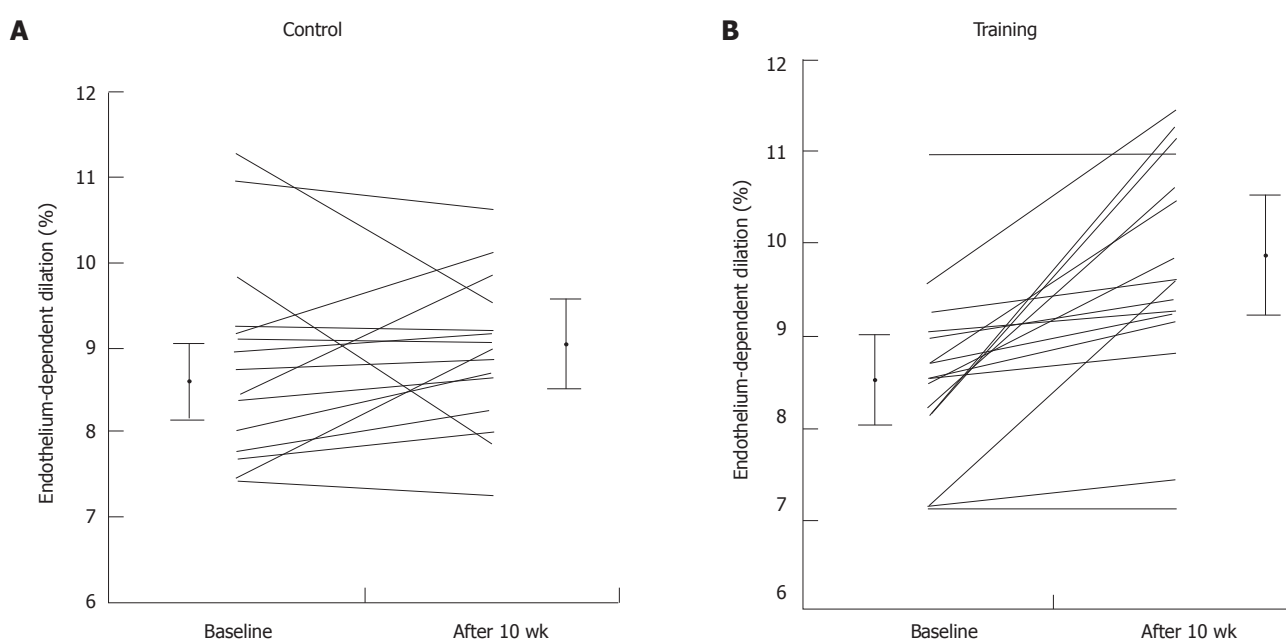 A
Control
12
11
10
9
8
7
6
Endothelium-dependent dilation (%)
Baseline
After 10 wk
B
Training
12
11
10
9
8
7
6
Endothelium-dependent dilation (%)
Baseline
After 10 wk